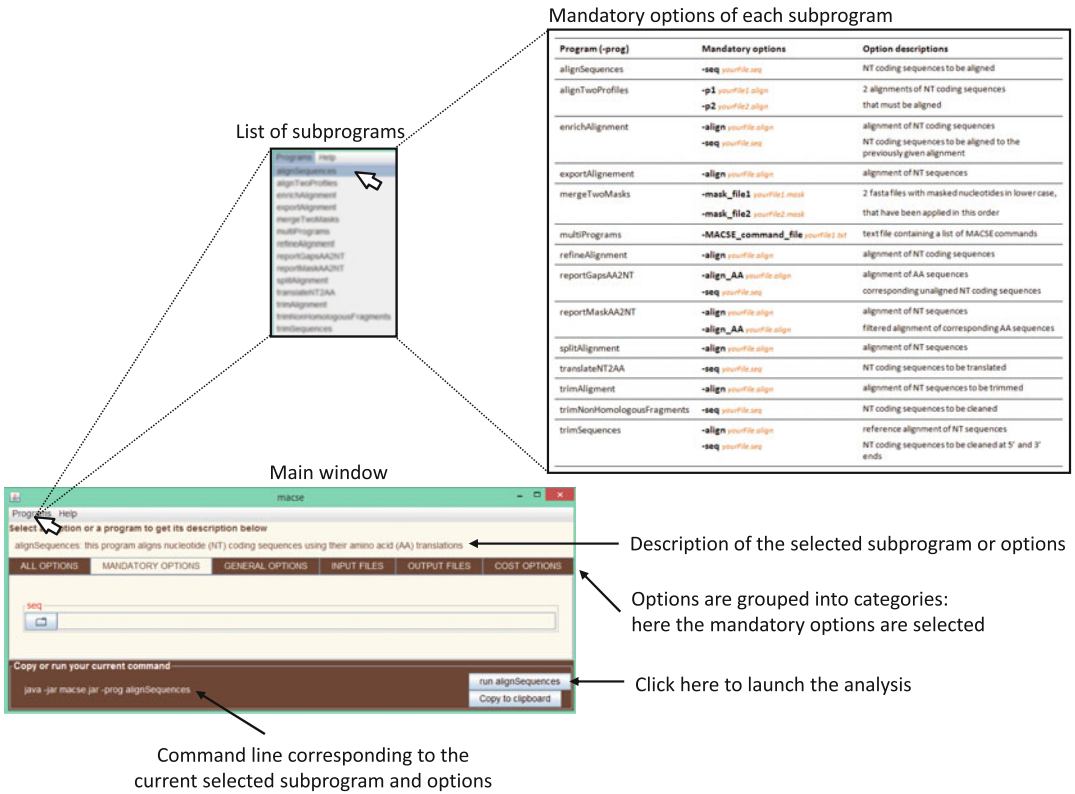 Mandatory options of each subprogram
Program (-prog) Mandatory options Option descriptions
alignSequences -seq yourFile.seq NT coding sequences to be aligned
alignTwoProfiles -p1 yourFile1.align 2 alignments of NT coding sequences
-p2 yourFile2.align that must be aligned
enrichAlignment -align yourFile.align alignment of NT coding sequences
-seq yourFile.seq NT coding sequences to be aligned to the
previously given alignment
exportAlignement -align yourFile.align alignment of NT sequences
mergeTwoMasks -mask_file1 yourFile1.mask 2 fasta files with masked nucleotides in lower case,
-mask_file2 yourFile2.mask that have been applied in this order
multiPrograms -MACSE_command_file yourFile1.txt text file containing a list of MACSE commands
refineAlignment -align yourFile.align alignment of NT coding sequences
reportGapsAA2NT -align_AA yourFile.align alignment of AA sequences
-seq yourFile.seq corresponding unaligned NT coding sequences
reportMaskAA2NT -align yourFile.align alignment of NT sequences
-align_AA yourFile.align filtered alignment of corresponding AA sequences
splitAlignment -align yourFile.align alignment of NT sequences
translateNT2AA -seq yourFile.seq NT coding sequences to be translated
trimAligment -align yourFile.align alignment of NT sequences to be trimmed
trimNonHomologousFragments -seq yourFile.seq NT coding sequences to be cleaned
trimSequences -align yourFile.align reference alignment of NT sequences
-seq yourFile.seq NT coding sequences to be cleaned at 5' and 3'
ends
List of subprograms
Programs Help
alignSequences
alignTwoProfiles
enrichAlignment
exportAlignment
mergeTwoMasks
multiPrograms
refineAlignment
reportGapsAA2NT
reportMaskAA2NT
splitAlignment
translateNT2AA
trimAlignment
trimNonHomologousFragments
trimSequences
Main window
macse
Programs Help
Select an option or a program to get its description below
alignSequences: this program aligns nucleotide (NT) coding sequences using their amino acid (AA) translations
Description of the selected subprogram or options
ALL OPTIONS MANDATORY OPTIONS GENERAL OPTIONS INPUT FILES OUTPUT FILES COST OPTIONS
Options are grouped into categories:
here the mandatory options are selected
seq
Copy or run your current command
java -jar macse.jar -prog alignSequences
run alignSequences
Copy to clipboard
Click here to launch the analysis
Command line corresponding to the
current selected subprogram and options